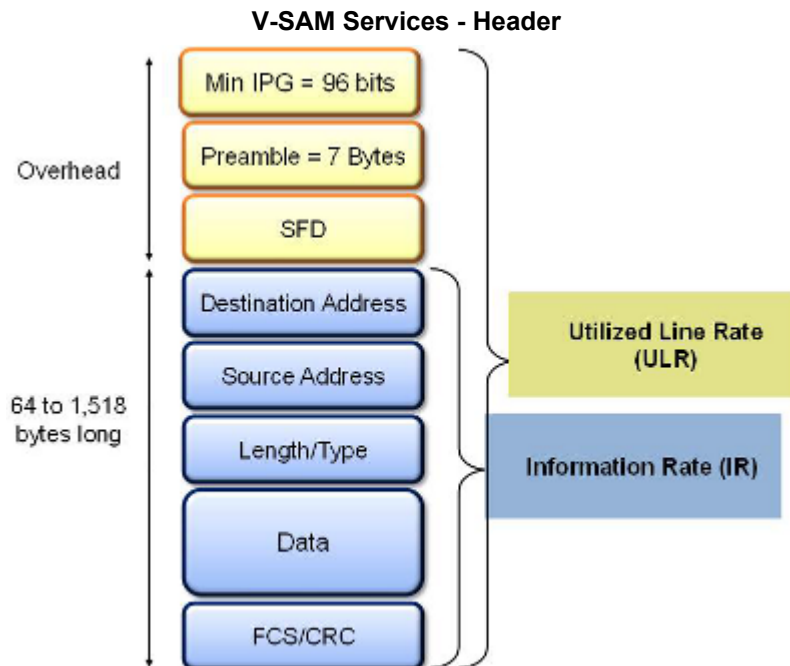 V-SAM Services - Header
Min IPG = 96 bits
Preamble = 7 Bytes
Overhead
SFD
Destination Address
Source Address
64 to 1,518
bytes long
Length/Type
Data
FCS/CRC
Utilized Line Rate
(ULR)
Information Rate (IR)